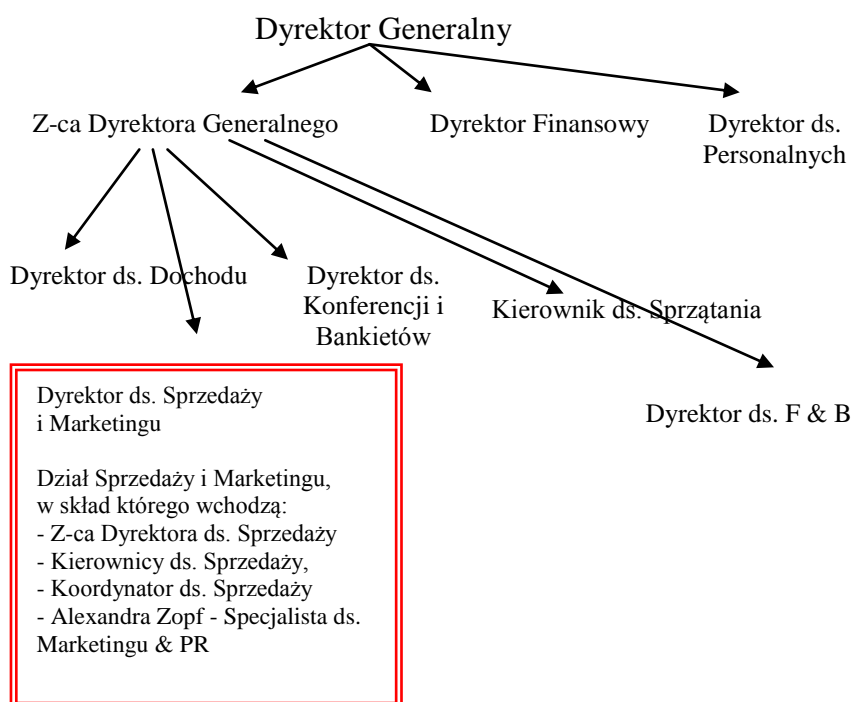 Dyrektor Generalny
Z-ca Dyrektora Generalnego
Dyrektor Finansowy
Dyrektor ds.
Personalnych
Dyrektor ds. Dochodu
Dyrektor ds.
Konferencji i
Bankietów
Kierownik ds. Sprzątania
Dyrektor ds. F & B
Dyrektor ds. Sprzedaży
i Marketingu
Dział Sprzedaży i Marketingu,
w skład którego wchodzą:
- Z-ca Dyrektora ds. Sprzedaży
- Kierownicy ds. Sprzedaży,
- Koordynator ds. Sprzedaży
- Alexandra Zopf - Specjalista ds.
Marketingu & PR